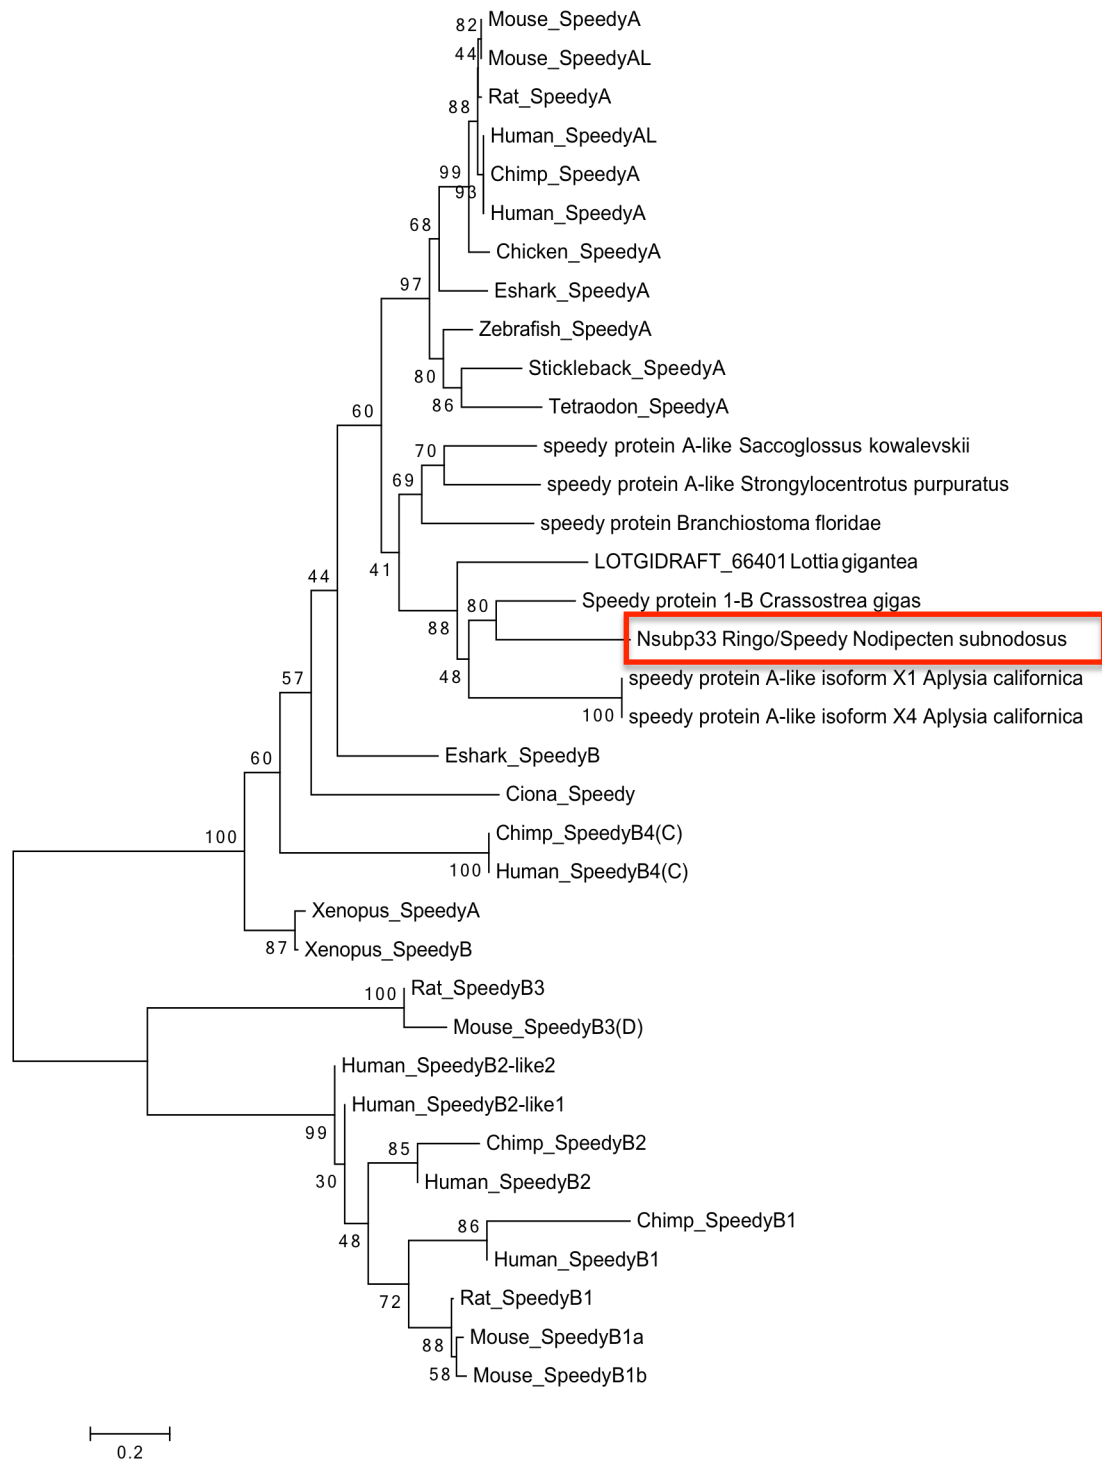 82
Mouse_SpeedyA
44
Mouse_SpeedyAL
Rat_SpeedyA
88
Human_SpeedyAL
99
Chimp_SpeedyA
93
Human_SpeedyA
68
Chicken_SpeedyA
97
Eshark_SpeedyA
Zebrafish_SpeedyA
80
Stickleback_SpeedyA
86
Tetraodon_SpeedyA
60
70
speedy protein A-like Saccoglossus kowalevskii
69
speedy protein A-like Strongylocentrotus purpuratus
speedy protein Branchiostoma floridae
41
LOTGIDRAFT_66401 Lottia gigantea
44
80
Speedy protein 1-B Crassostrea gigas
88
Nsubp33 Ringo/Speedy Nodipecten subnodosus
57
48
speedy protein A-like isoform X1 Aplysia californica
100
speedy protein A-like isoform X4 Aplysia californica
60
Eshark_SpeedyB
Ciona_Speedy
100
Chimp_SpeedyB4(C)
100
Human_SpeedyB4(C)
Xenopus_SpeedyA
87
Xenopus_SpeedyB
100
Rat_SpeedyB3
Mouse_SpeedyB3(D)
Human_SpeedyB2-like2
Human_SpeedyB2-like1
99
85
Chimp_SpeedyB2
30
Human_SpeedyB2
86
Chimp_SpeedyB1
48
Human_SpeedyB1
72
Rat_SpeedyB1
88
Mouse_SpeedyB1a
58
Mouse_SpeedyB1b
0.2